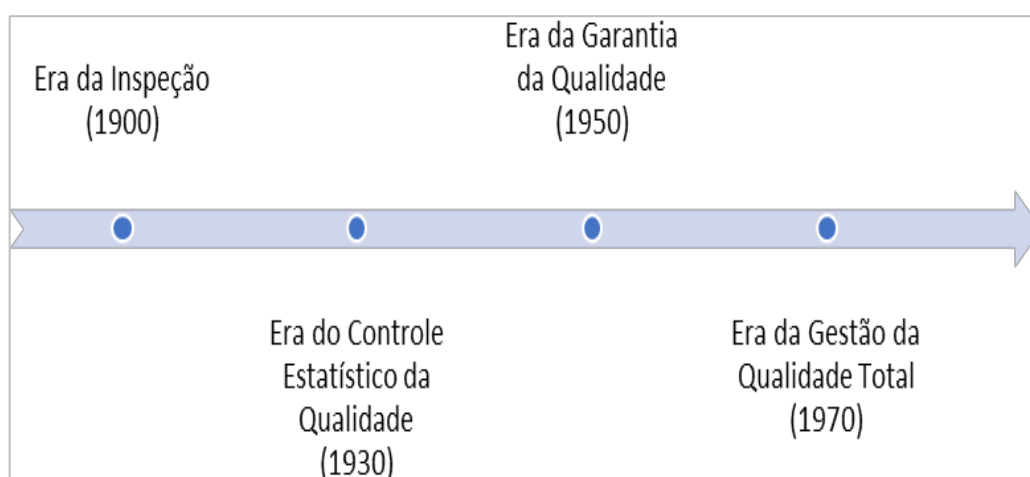 Era da Inspeção
(1900)
Era do Controle
Estatístico da
Qualidade
(1930)
Era da Garantia
da Qualidade
(1950)
Era da Gestão da
Qualidade Total
(1970)